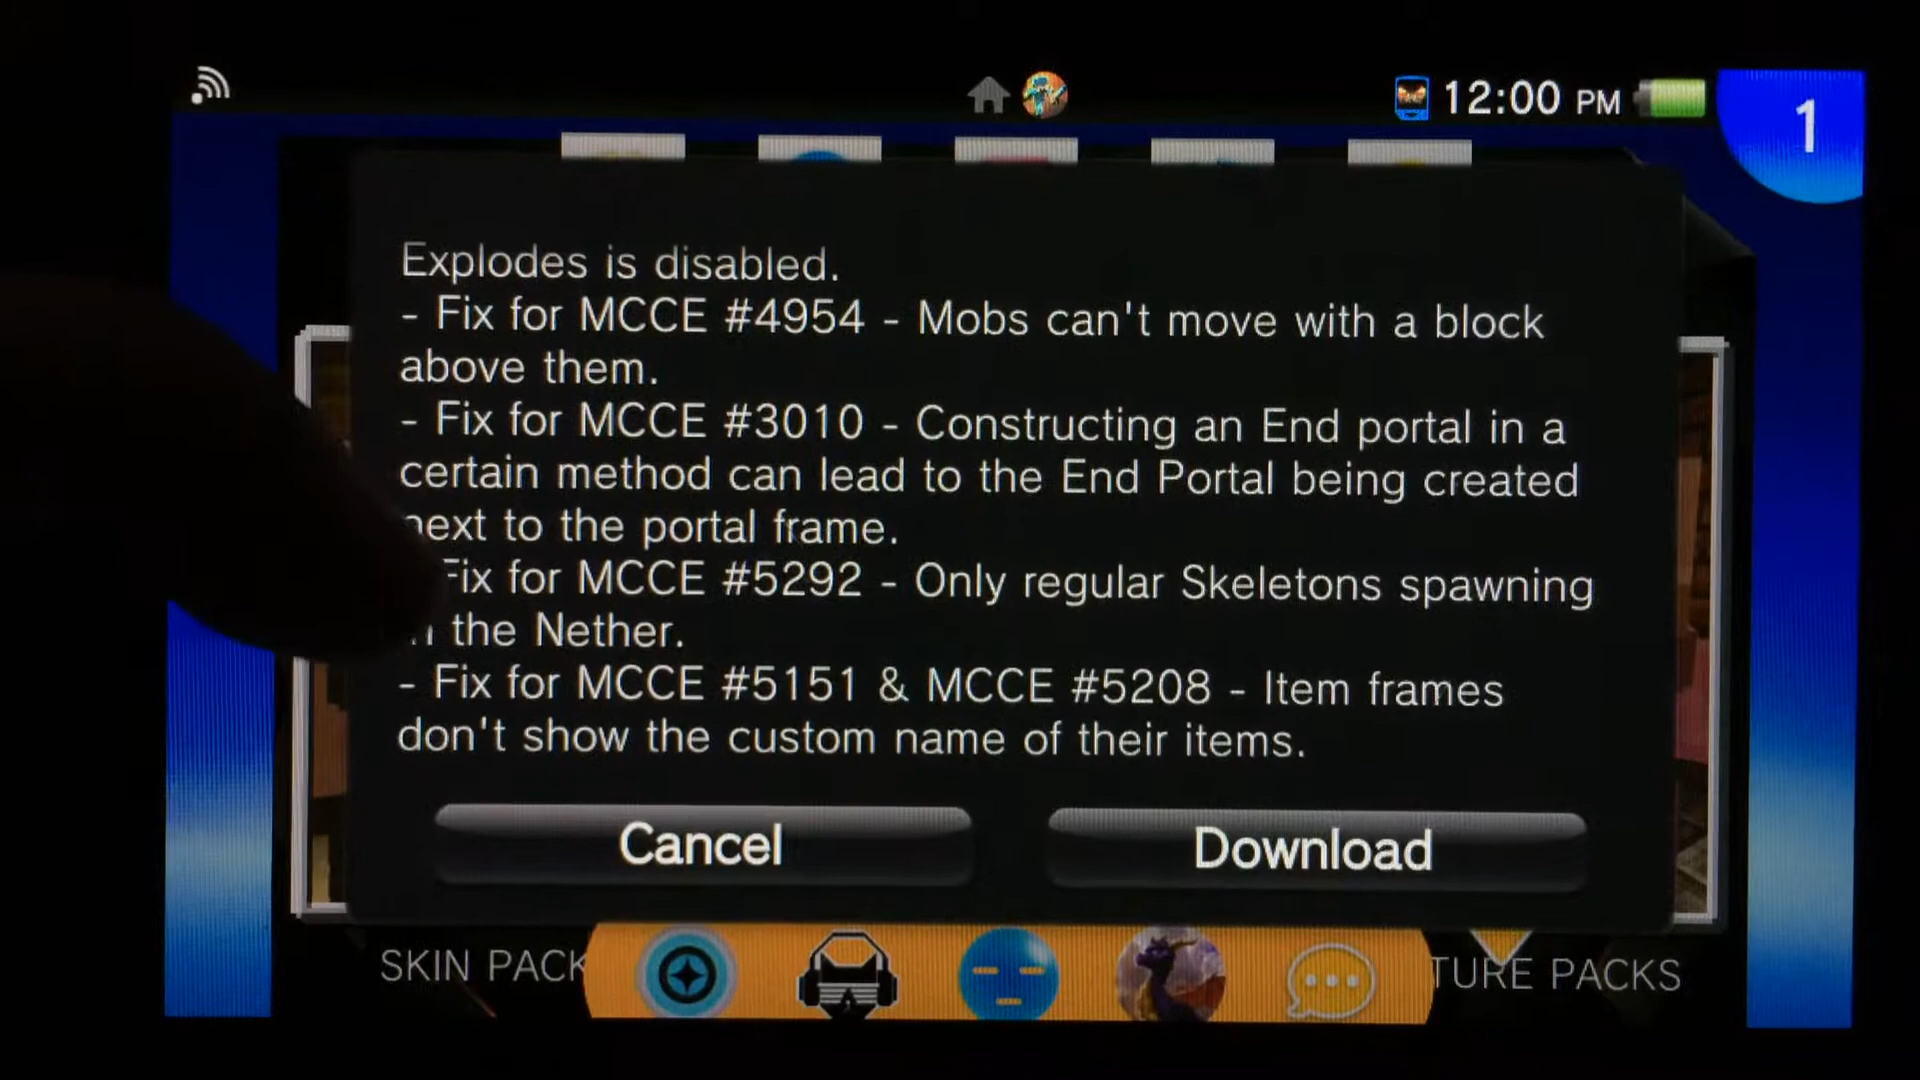 12:00 PM
1
Explodes is disabled.
- Fix for MCCE #4954 - Mobs can't move with a block
above them.
- Fix for MCCE #3010 - Constructing an End portal in a
certain method can lead to the End Portal being created
next to the portal frame.
Fix for MCCE #5292 - Only regular Skeletons spawning
the Nether.
- Fix for MCCE #5151 & MCCE #5208 - Item frames
don't show the custom name of their items.
Cancel
Download
SKIN PACK
TURE PACKS